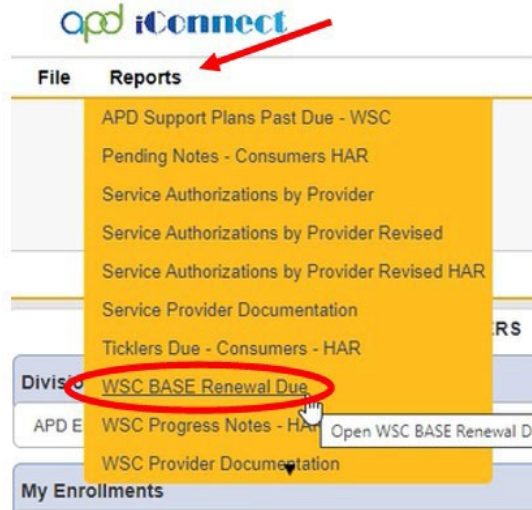 apd iConnect
File Reports
APD Support Plans Past Due - WSC
Pending Notes - Consumers HAR
Service Authorizations by Provider
Service Authorizations by Provider Revised
Service Authorizations by Provider Revised HAR
Service Provider Documentation
ERS
Ticklers Due - Consumers - HAR
Divisio WSC BASE Renewal Due
APD E WSC Progress Notes - HA Open WSC BASE Renewal D
WSC Provider Documentation
My Enrollments